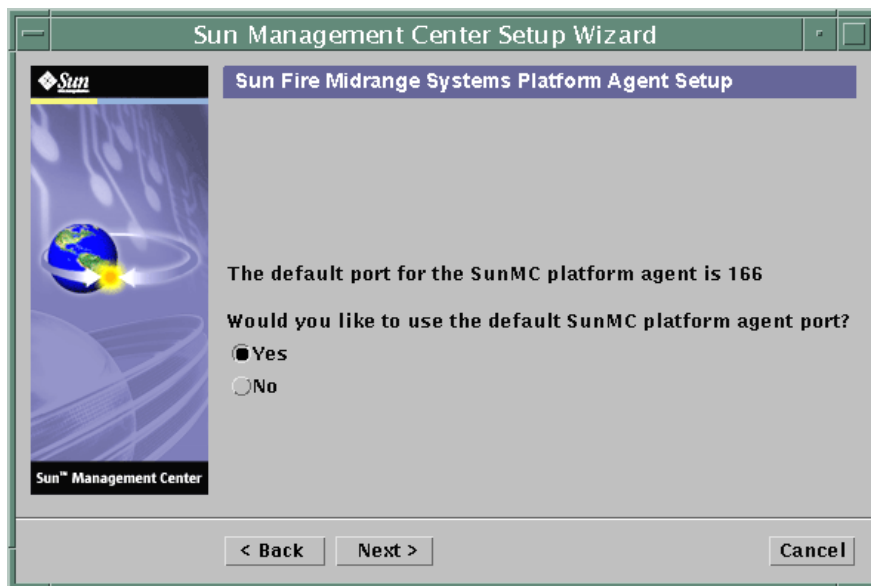 Sun Management Center Setup Wizard
Sun
Sun Fire Midrange Systems Platform Agent Setup
The default port for the SunMC platform agent is 166
Would you like to use the default SunMC platform agent port?
Yes
No
Sun™ Management Center
< Back
Next >
Cancel